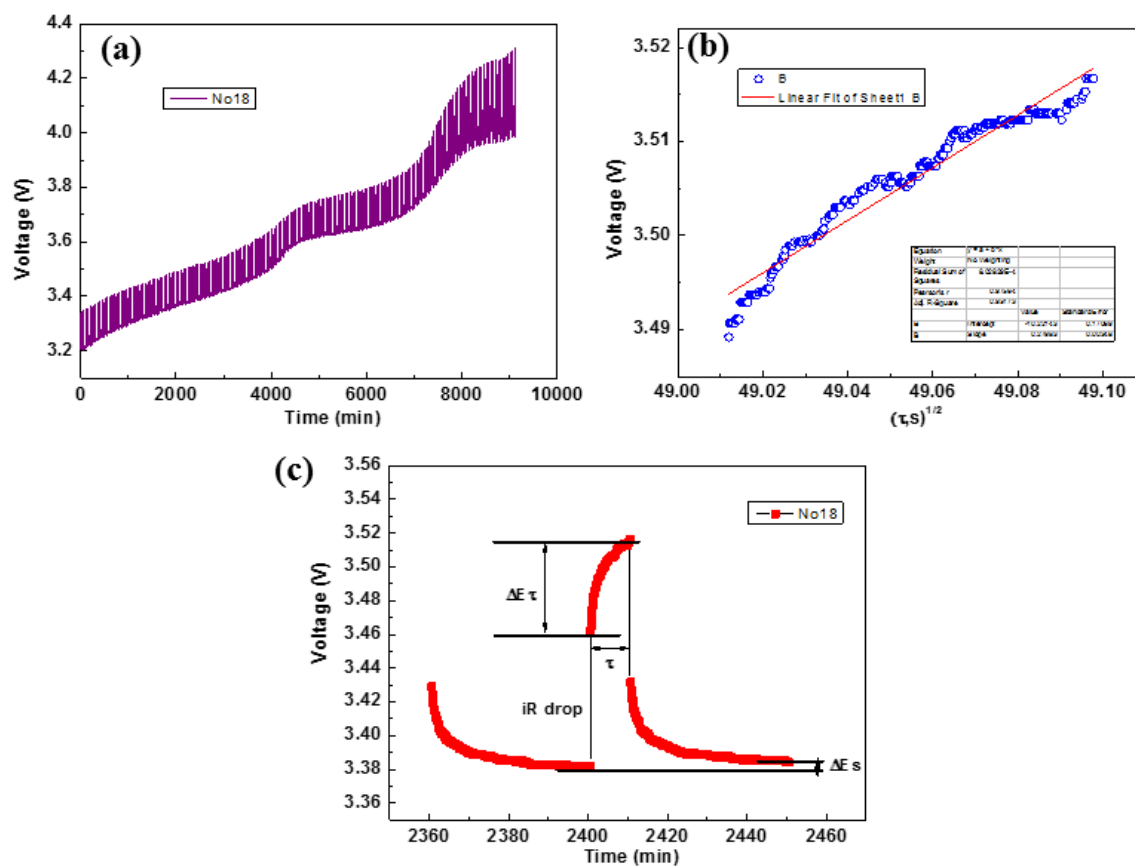 (a)
4.4
4.2
4.0
3.8
3.6
3.4
3.2
Voltage (V)
No18
0 2000 4000 6000 8000 10000
Time (min)
(b)
3.52
3.51
3.50
3.49
Voltage (V)
B
Linear Fit of Sheet1 B
Equation
Weight No Weighting
Residual Sum of
Squares
Pearson's r
Adj. R-Square
Value Standard Error
B Intercept
B Slope
49.00 49.02 49.04 49.06 49.08 49.10
(τ,S)1/2
(c)
3.56
3.54
3.52
3.50
3.48
3.46
3.44
3.42
3.40
3.38
3.36
Voltage (V)
No18
ΔE τ
τ
iR drop
ΔE s
2360 2380 2400 2420 2440 2460
Time (min)